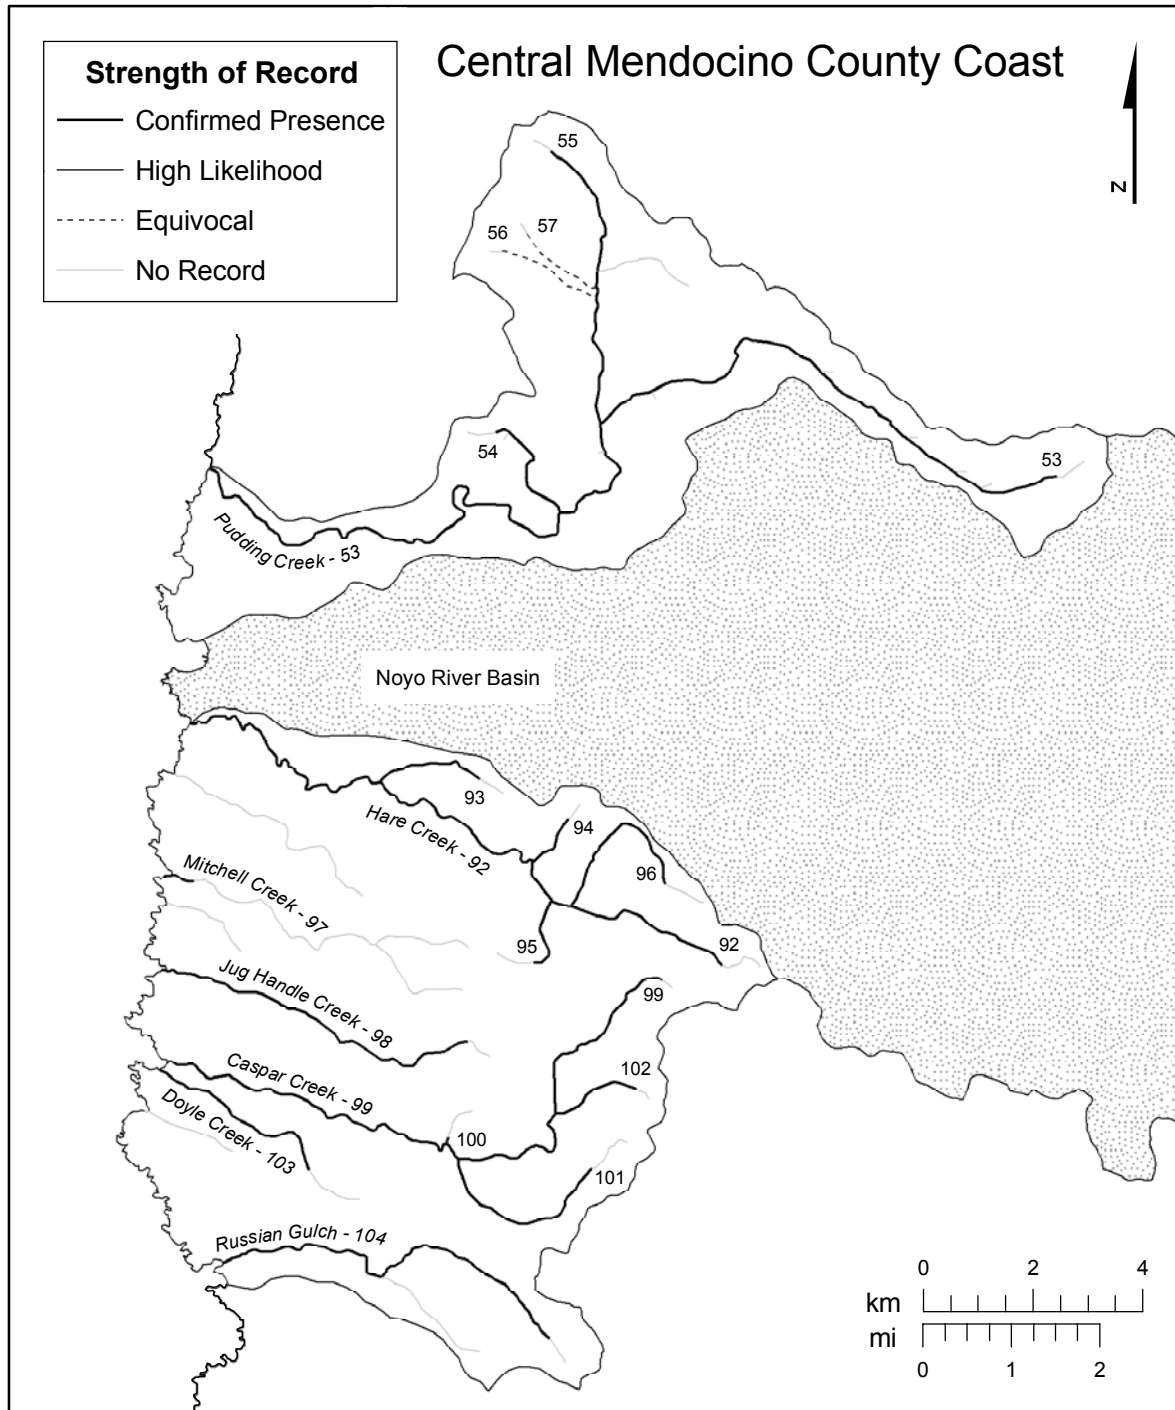 Central Mendocino County Coast
Strength of Record
Confirmed Presence
High Likelihood
Equivocal
No Record
N
55
57
56
54
53
Pudding Creek - 53
Noyo River Basin
93
Hare Creek - 92
94
96
Mitchell Creek - 97
95
92
Jug Handle Creek - 98
99
Caspar Creek - 99
102
Doyle Creek - 103
100
101
Russian Gulch - 104
0 2 4
km
mi
0 1 2